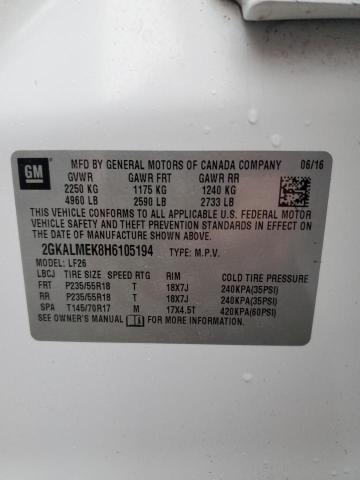 GM
MFD BY GENERAL MOTORS OF CANADA COMPANY 06/16
GVWR GAWR FRT GAWR RR
2250 KG 1175 KG 1240 KG
4960 LB 2590 LB 2733 LB
THIS VEHICLE CONFORMS TO ALL APPLICABLE U.S. FEDERAL MOTOR
VEHICLE SAFETY AND THEFT PREVENTION STANDARDS IN EFFECT ON
THE DATE OF MANUFACTURE SHOWN ABOVE.
2GKALMEK8H6105194 TYPE: M.P.V.
MODEL: LF26
LBCJ TIRE SIZE SPEED RTG RIM COLD TIRE PRESSURE
FRT P235/55R18 T 18X7J 240KPA(35PSI)
RR P235/55R18 T 18X7J 240KPA(35PSI)
SPA T145/70R17 M 17X4.5T 420KPA(60PSI)
SEE OWNER'S MANUAL FOR MORE INFORMATION.